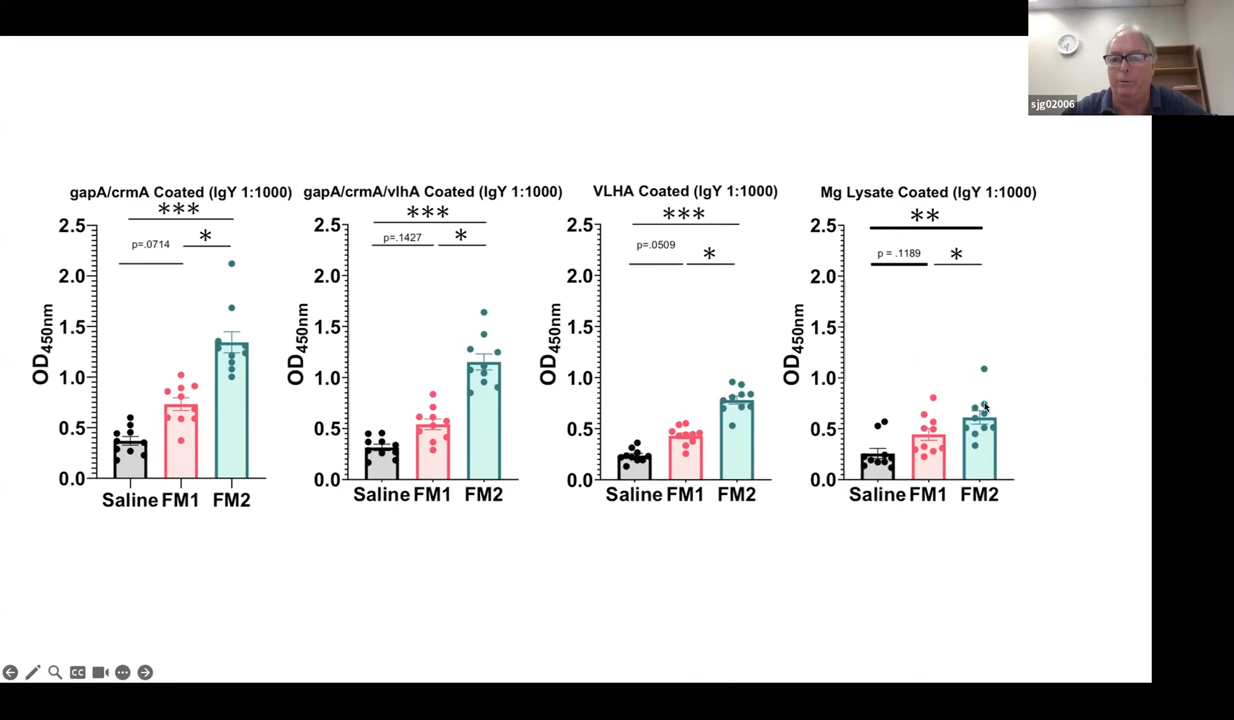 sjg02006
gapA/crmA Coated (IgY 1:1000)
***
p=.0714
*
2.5
2.0
1.5
1.0
0.5
0.0
OD450nm
Saline FM1 FM2
gapA/crmA/vlhA Coated (IgY 1:1000)
***
p=.1427
*
2.5
2.0
1.5
1.0
0.5
0.0
OD450nm
Saline FM1 FM2
VLHA Coated (IgY 1:1000)
***
p=.0509
*
2.5
2.0
1.5
1.0
0.5
0.0
OD450nm
Saline FM1 FM2
Mg Lysate Coated (IgY 1:1000)
**
p = .1189
*
2.5
2.0
1.5
1.0
0.5
0.0
OD450nm
Saline FM1 FM2
CC